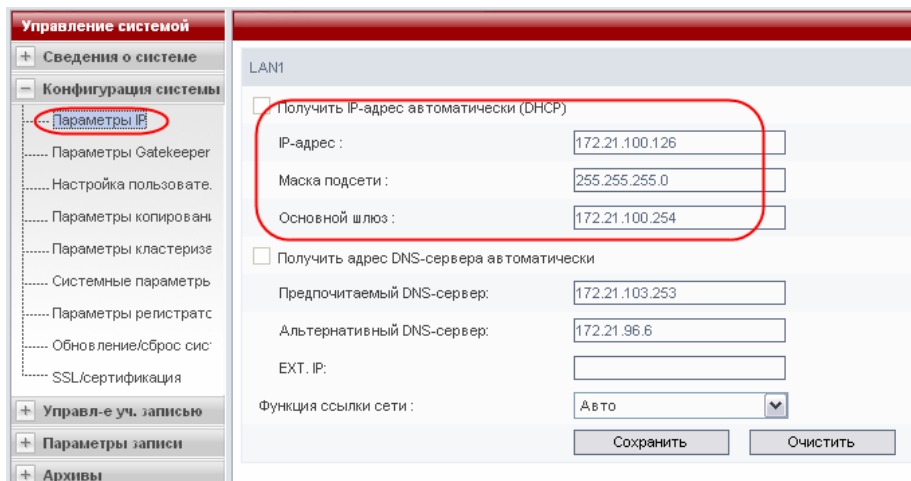 Управление системой
Сведения о системе
Конфигурация системы
Параметры IP
Параметры Gatekeeper
Настройка пользовате.
Параметры копировани
Параметры кластериза
Системные параметры
Параметры регистратс
Обновление/сброс сис
SSL/сертификация
Управл-е уч. записью
Параметры записи
Архивы
LAN1
Получить IP-адрес автоматически (DHCP)
IP-адрес : 172.21.100.126
Маска подсети : 255.255.255.0
Основной шлюз : 172.21.100.254
Получить адрес DNS-сервера автоматически
Предпочитаемый DNS-сервер: 172.21.103.253
Альтернативный DNS-сервер: 172.21.96.6
EXT. IP:
Функция ссылки сети : Авто
Сохранить Очистить